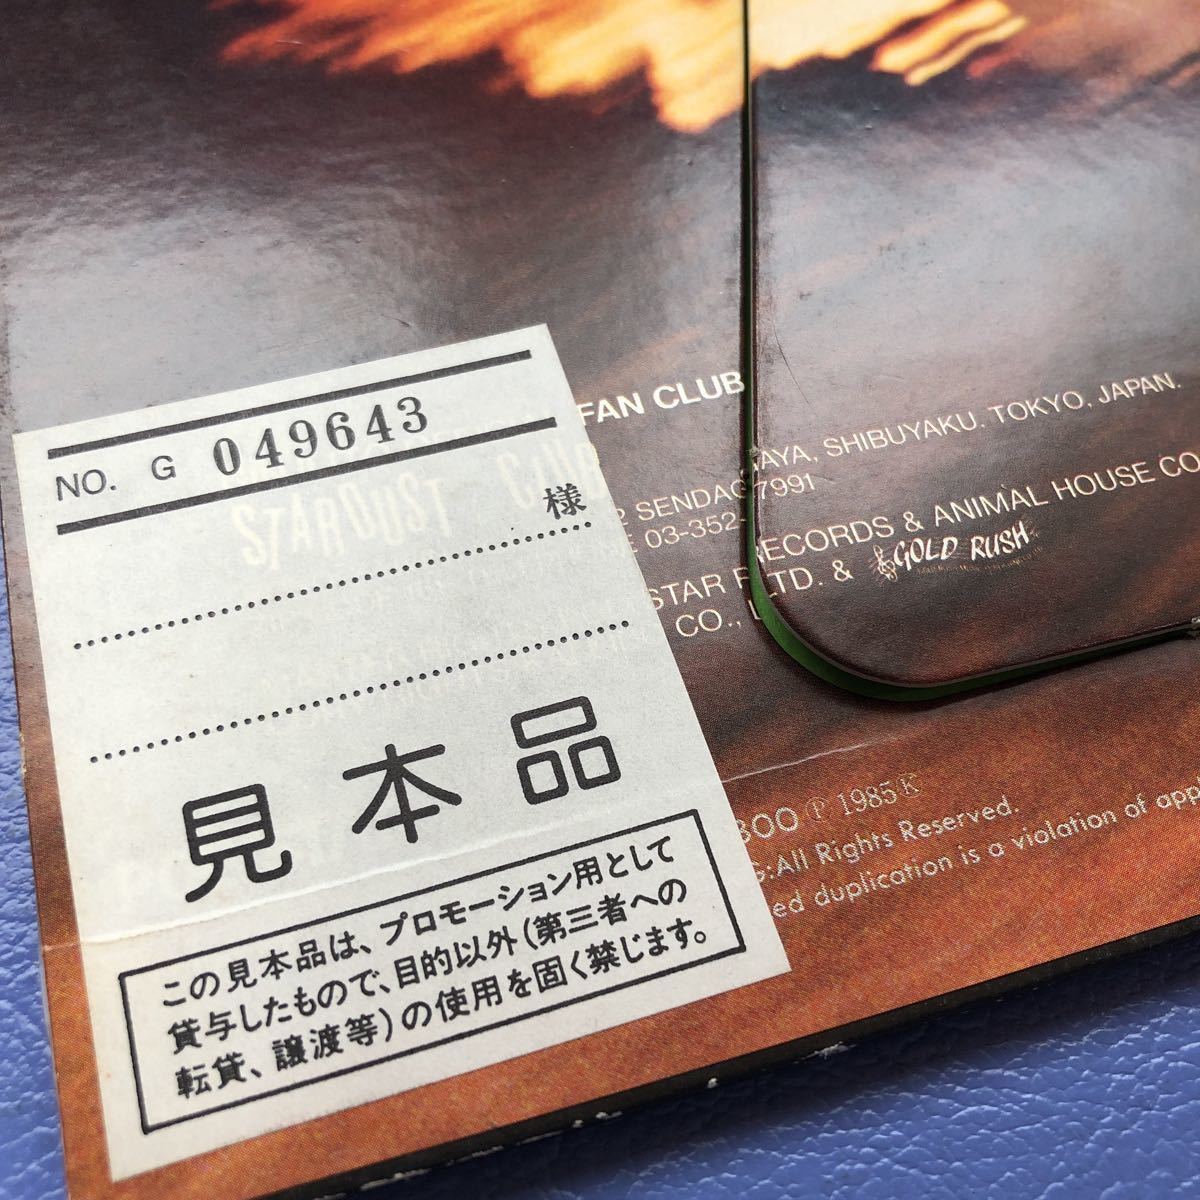 NO. G 049643
様
STARDUST CLUB
見本品
この見本品は、プロモーション用として
貸与したもので、目的以外(第三者への
転貸、譲渡等)の使用を固く禁じます。
FAN CLUB
2 SENDAG AYA, SHIBUYAKU. TOKYO, JAPAN.
03-352- 7991
STAR RECORDS & ANIMAL HOUSE CO
CO., LTD. & GOLD RUSH
300 Ⓟ 1985 K
G:All Rights Reserved.
ed duplication is a violation of appl